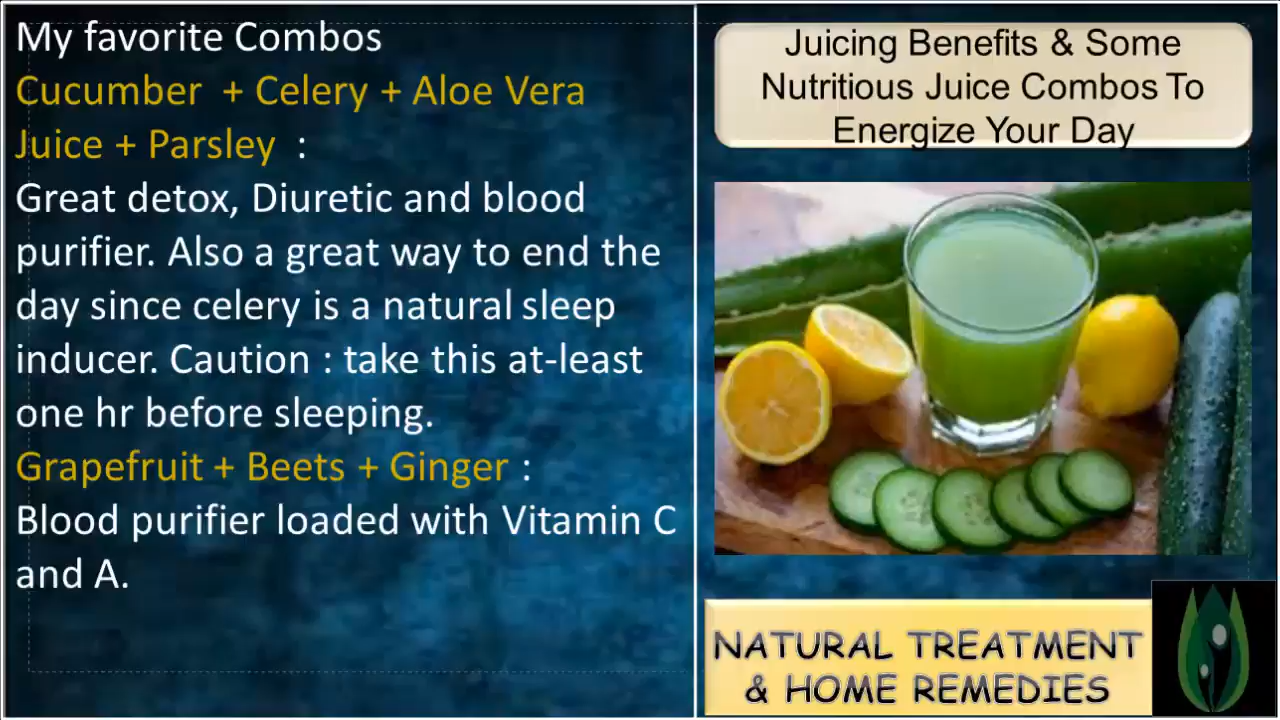 My favorite Combos
Cucumber + Celery + Aloe Vera
Juice + Parsley :
Great detox, Diuretic and blood
purifier. Also a great way to end the
day since celery is a natural sleep
inducer. Caution : take this at-least
one hr before sleeping.
Grapefruit + Beets + Ginger :
Blood purifier loaded with Vitamin C
and A.
Juicing Benefits & Some
Nutritious Juice Combos To
Energize Your Day
NATURAL TREATMENT
& HOME REMEDIES